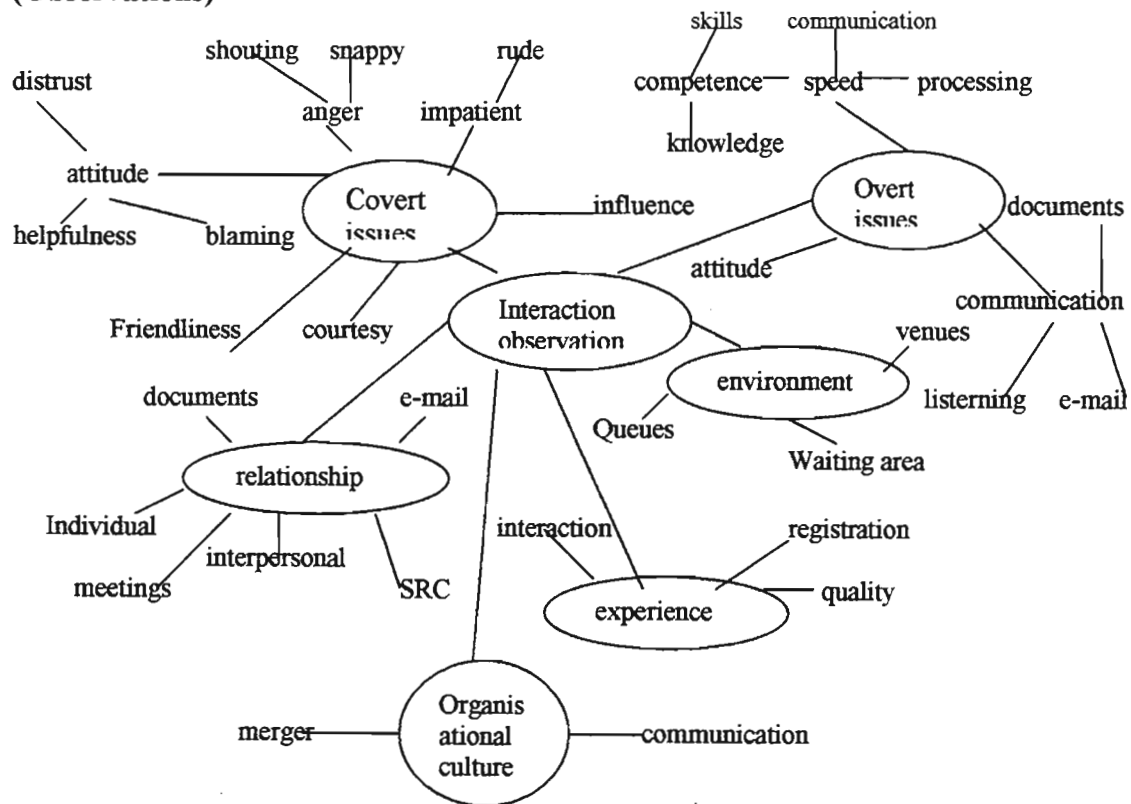 skills communication
shouting snappy rude
distrust competence speed processing
anger impatient
knowledge
attitude
Covert
issues
Overt
issues
influence documents
helpfulness blaming
attitude
communication
Interaction
observation
Friendliness courtesy
venues
environment
documents e-mail
listerning e-mail
Queues
Waiting area
relationship
Individual
interaction registration
interpersonal
meetings SRC
quality
experience
Organis
ational
culture
merger communication